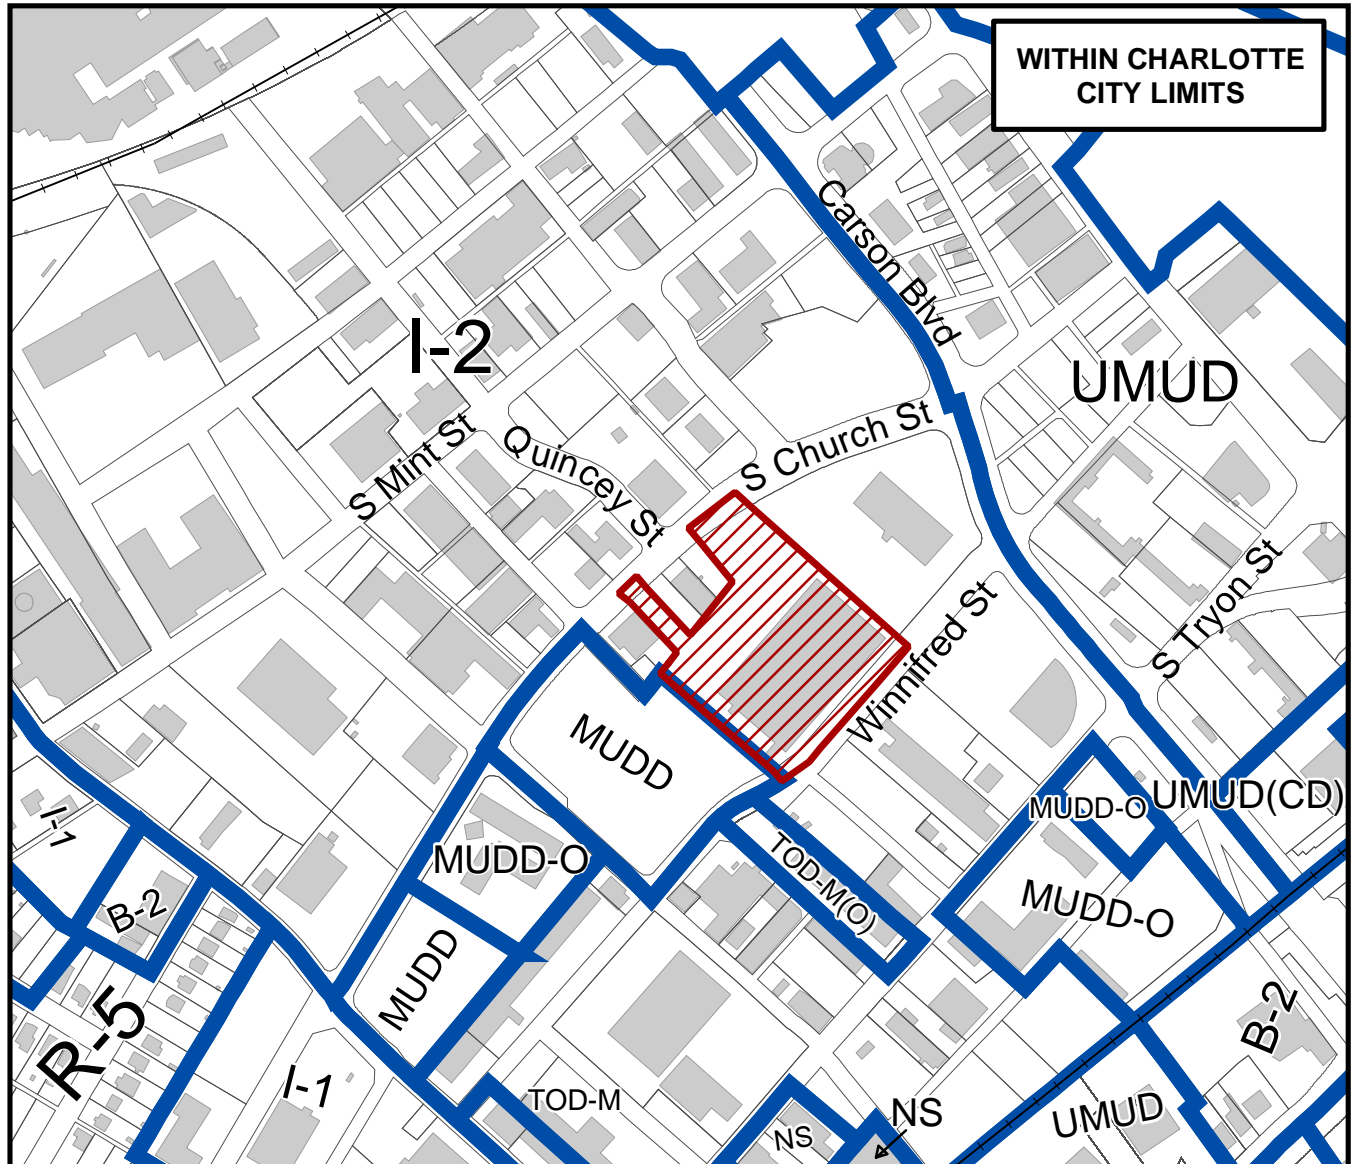 WITHIN CHARLOTTE
CITY LIMITS
Carson Blvd
I-2
UMUD
S Church St
S Mint St
Quincey St
S Tryon St
Winnifred St
MUDD
UMUD(CD)
MUDD-O
I-1
MUDD-O
TOD-M(O)
MUDD-O
B-2
MUDD
R-5
B-2
I-1
TOD-M
NS
UMUD
NS